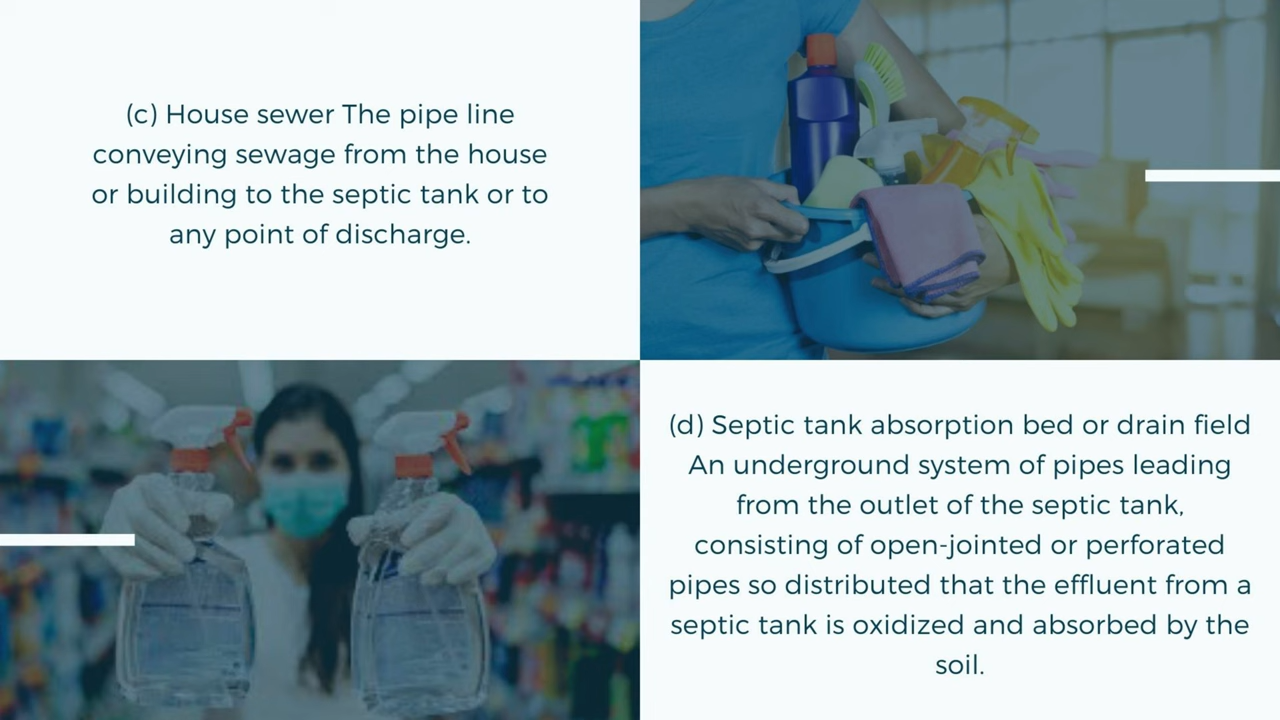 (c) House sewer The pipe line
conveying sewage from the house
or building to the septic tank or to
any point of discharge.
(d) Septic tank absorption bed or drain field
An underground system of pipes leading
from the outlet of the septic tank,
consisting of open-jointed or perforated
pipes so distributed that the effluent from a
septic tank is oxidized and absorbed by the
soil.